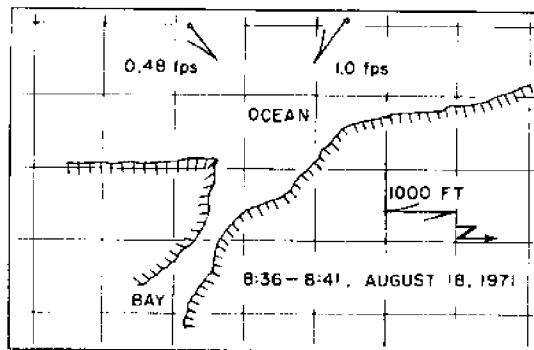 0.48 fps
1.0 fps
OCEAN
1000 FT
N
8:36 – 8:41, AUGUST 18, 1971
BAY